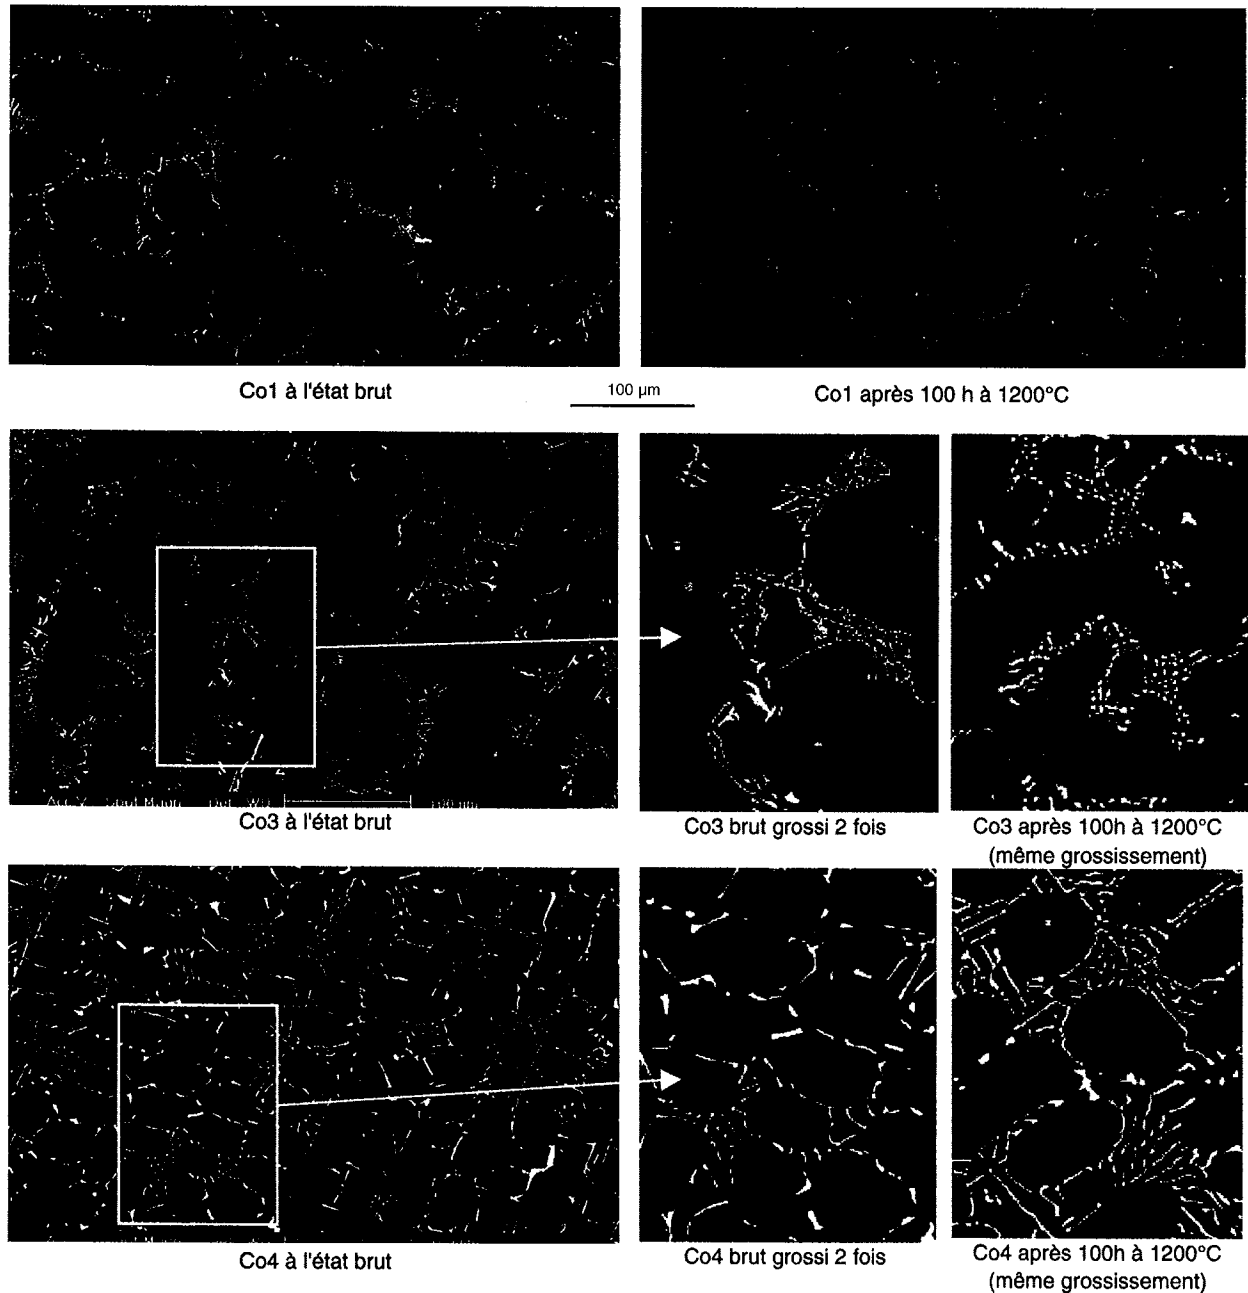 Co1 à l'état brut
100 µm
Co1 après 100 h à 1200°C
Co3 à l'état brut
Co3 brut grossi 2 fois
Co3 après 100h à 1200°C
(même grossissement)
Co4 à l'état brut
Co4 brut grossi 2 fois
Co4 après 100h à 1200°C
(même grossissement)